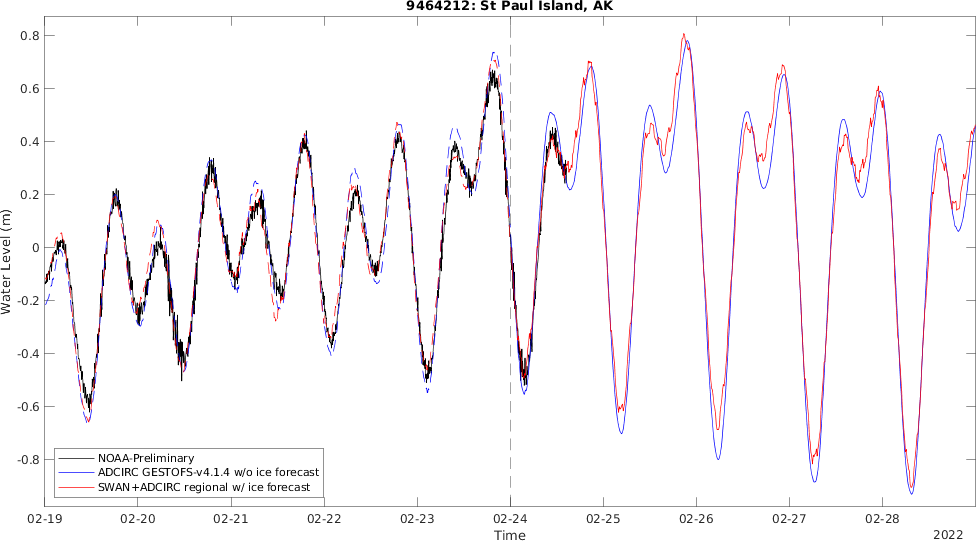 9464212: St Paul Island, AK
Water Level (m)
0.8
0.6
0.4
0.2
0
-0.2
-0.4
-0.6
-0.8
NOAA-Preliminary
ADCIRC GESTOFS-v4.1.4 w/o ice forecast
SWAN+ADCIRC regional w/ ice forecast
02-19 02-20 02-21 02-22 02-23 02-24 02-25 02-26 02-27 02-28
Time
2022